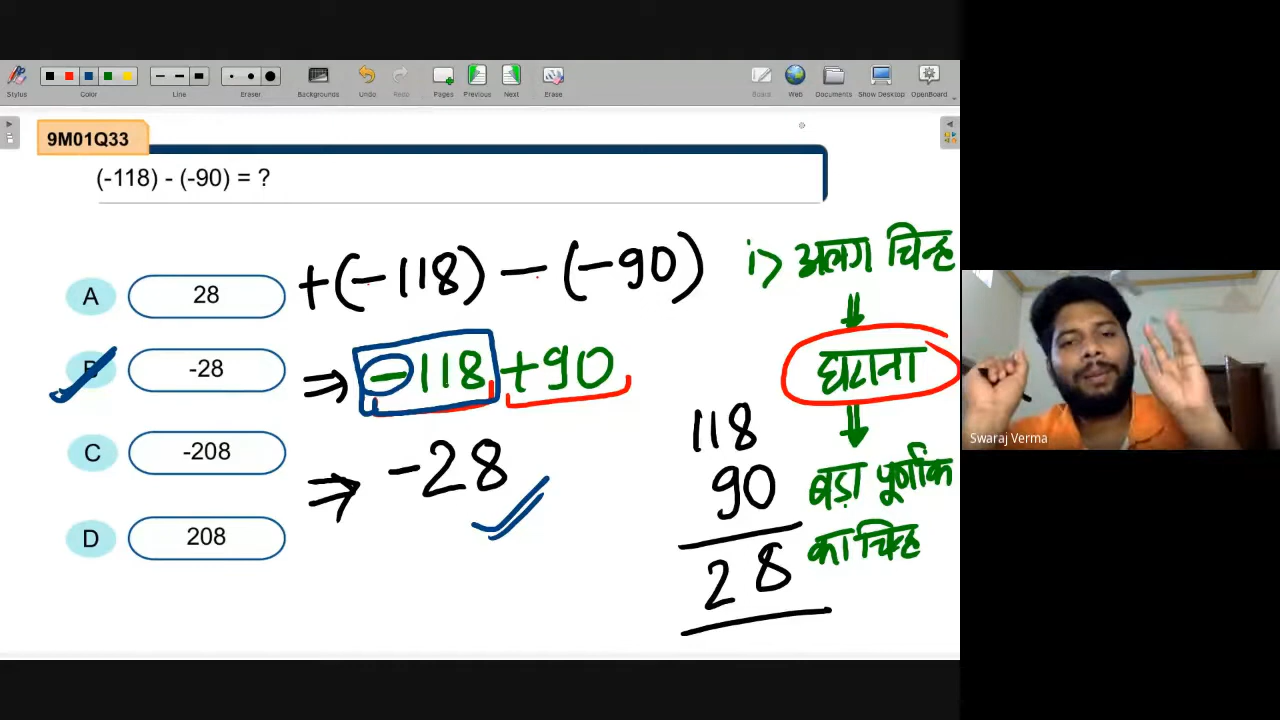 Stylus
Color
Line
Eraser
Backgrounds
Undo
Redo
Pages
Previous
Next
Erase
Board
Web
Documents
Show Desktop
OpenBoard
9M01Q33
(-118) - (-90) = ?
A 28
B -28
C -208
D 208
+(-118) - (-90)
⇒ -118 +90
⇒ -28
118
90
28
i> अलग चिन्ह
⇓
घटाना
⇓
बड़ा पूर्णांक
का चिन्ह
Swaraj Verma